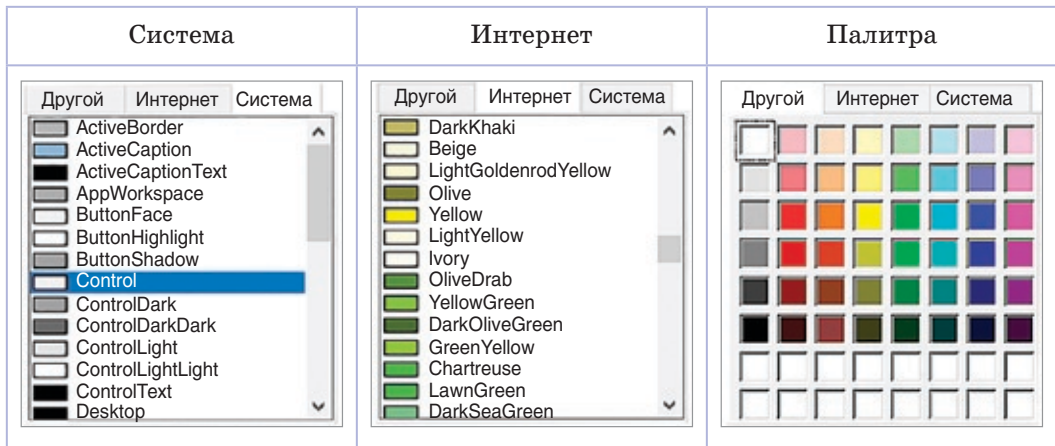 Система
Интернет
Палитра
Другой Интернет Система
ActiveBorder
ActiveCaption
ActiveCaptionText
AppWorkspace
ButtonFace
ButtonHighlight
ButtonShadow
Control
ControlDark
ControlDarkDark
ControlLight
ControlLightLight
ControlText
Desktop
Другой Интернет Система
DarkKhaki
Beige
LightGoldenrodYellow
Olive
Yellow
LightYellow
Ivory
OliveDrab
YellowGreen
DarkOliveGreen
GreenYellow
Chartreuse
LawnGreen
DarkSeaGreen
Другой Интернет Система